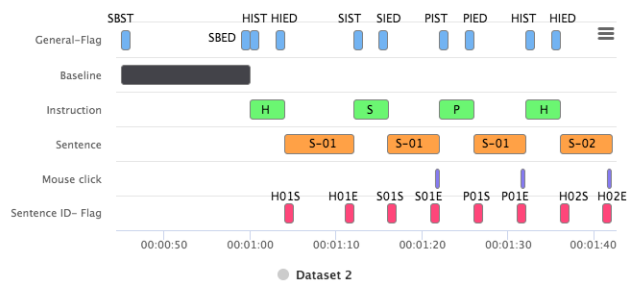 SBST HIST HIED SIST SIED PIST PIED HIST HIED
General-Flag SBED
Baseline
Instruction H S P H
Sentence S-01 S-01 S-01 S-02
Mouse click
H01S H01E S01S S01E P01S P01E H02S H02E
Sentence ID- Flag
00:00:50 00:01:00 00:01:10 00:01:20 00:01:30 00:01:40
Dataset 2